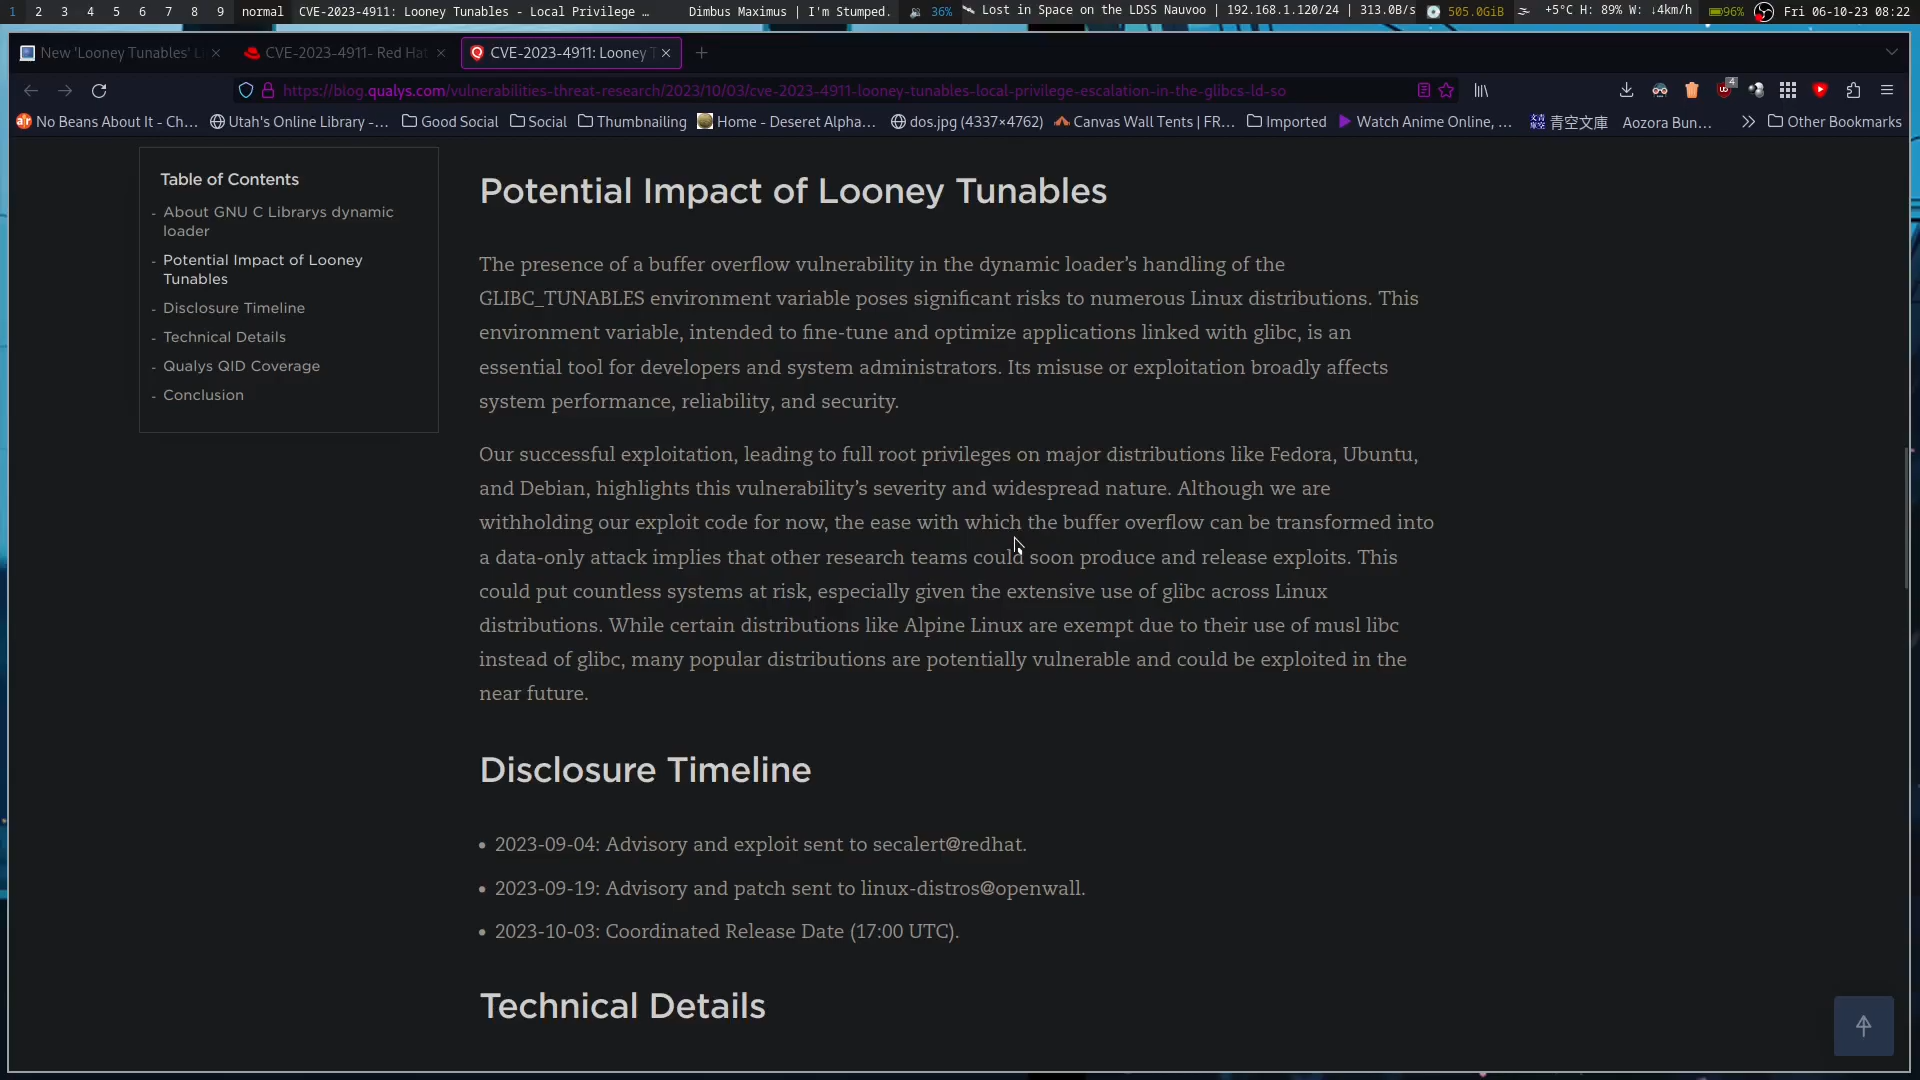 1 2 3 4 5 6 7 8 9 normal CVE-2023-4911: Looney Tunables - Local Privilege … Dimbus Maximus | I'm Stumped. 36% Lost in Space on the LDSS Nauvoo | 192.168.1.120/24 | 313.0B/s 505.0GiB +5°C H: 89% W: ↓4km/h 96% Fri 06-10-23 08:22
New 'Looney Tunables' L CVE-2023-4911- Red Hat CVE-2023-4911: Looney T
https://blog.qualys.com/vulnerabilities-threat-research/2023/10/03/cve-2023-4911-looney-tunables-local-privilege-escalation-in-the-glibcs-ld-so 4
No Beans About It - Ch… Utah's Online Library -… Good Social Social Thumbnailing Home - Deseret Alpha… dos.jpg (4337×4762) Canvas Wall Tents | FR… Imported Watch Anime Online, … 青空文庫 Aozora Bun… Other Bookmarks
Table of Contents
- About GNU C Librarys dynamic
loader
- Potential Impact of Looney
Tunables
- Disclosure Timeline
- Technical Details
- Qualys QID Coverage
- Conclusion
Potential Impact of Looney Tunables
The presence of a buffer overflow vulnerability in the dynamic loader's handling of the
GLIBC_TUNABLES environment variable poses significant risks to numerous Linux distributions. This
environment variable, intended to fine-tune and optimize applications linked with glibc, is an
essential tool for developers and system administrators. Its misuse or exploitation broadly affects
system performance, reliability, and security.
Our successful exploitation, leading to full root privileges on major distributions like Fedora, Ubuntu,
and Debian, highlights this vulnerability's severity and widespread nature. Although we are
withholding our exploit code for now, the ease with which the buffer overflow can be transformed into
a data-only attack implies that other research teams could soon produce and release exploits. This
could put countless systems at risk, especially given the extensive use of glibc across Linux
distributions. While certain distributions like Alpine Linux are exempt due to their use of musl libc
instead of glibc, many popular distributions are potentially vulnerable and could be exploited in the
near future.
Disclosure Timeline
• 2023-09-04: Advisory and exploit sent to secalert@redhat.
• 2023-09-19: Advisory and patch sent to linux-distros@openwall.
• 2023-10-03: Coordinated Release Date (17:00 UTC).
Technical Details